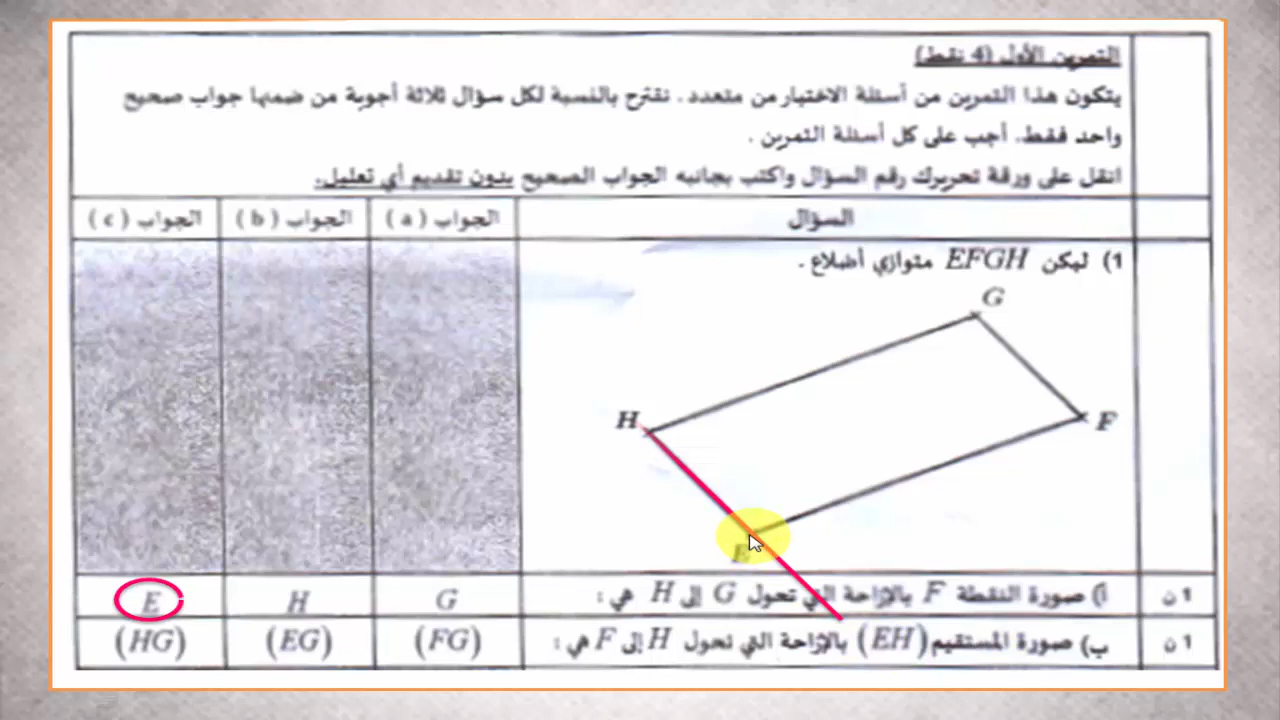 التمرين الأول (4 نقط)
يتكون هذا التمرين من أسئلة الاختيار من متعدد. نقترح بالنسبة لكل سؤال ثلاثة أجوبة من ضمنها جواب صحيح
واحد فقط. أجب على كل أسئلة التمرين.
انقل على ورقة تحريرك رقم السؤال واكتب بجانبه الجواب الصحيح بدون تقديم أي تعليل.
السؤال الجواب (a) الجواب (b) الجواب (c)
1) ليكن EFGH متوازي أضلاع.
G
H
F
E
1ن أ) صورة النقطة F بالإزاحة التي تحول G إلى H هي: G H E
1ن ب) صورة المستقيم (EH) بالإزاحة التي تحول H إلى F هي: (FG) (EG) (HG)